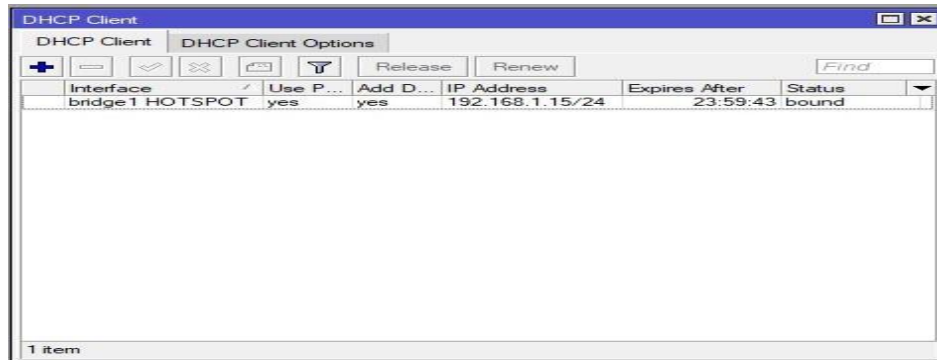 DHCP Client
DHCP Client DHCP Client Options
Release Renew Find
Interface Use P... Add D... IP Address Expires After Status
bridge1 HOTSPOT yes yes 192.168.1.15/24 23:59:43 bound
1 item